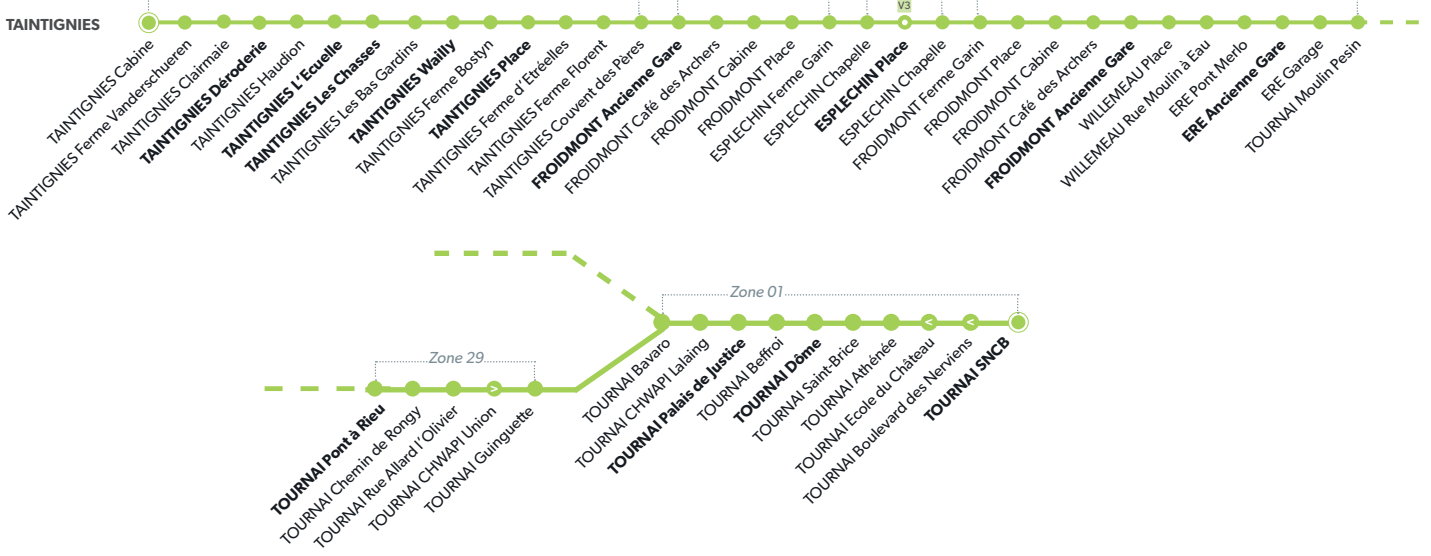 V3
TAINTIGNIES
TAINTIGNIES Cabine
TAINTIGNIES Ferme Vanderschueren
TAINTIGNIES Clairmaie
TAINTIGNIES Déroderie
TAINTIGNIES Haudion
TAINTIGNIES L'Ecuelle
TAINTIGNIES Les Chasses
TAINTIGNIES Les Bas Gardins
TAINTIGNIES Wailly
TAINTIGNIES Ferme Bostyn
TAINTIGNIES Place
TAINTIGNIES Ferme d'Etréelles
TAINTIGNIES Ferme Florent
TAINTIGNIES Couvent des Pères
FROIDMONT Ancienne Gare
FROIDMONT Café des Archers
FROIDMONT Cabine
FROIDMONT Place
ESPLECHIN Ferme Garin
ESPLECHIN Chapelle
ESPLECHIN Place
ESPLECHIN Chapelle
FROIDMONT Ferme Garin
FROIDMONT Place
FROIDMONT Cabine
FROIDMONT Café des Archers
FROIDMONT Ancienne Gare
WILLEMEAU Place
WILLEMEAU Rue Moulin à Eau
ERE Pont Merlo
ERE Ancienne Gare
ERE Garage
TOURNAI Moulin Pesin
Zone 01
TOURNAI Bavaro
TOURNAI CHWAPI Lalaing
TOURNAI Palais de Justice
TOURNAI Beffroi
TOURNAI Dôme
TOURNAI Saint-Brice
TOURNAI Athénée
TOURNAI Ecole du Château
TOURNAI Boulevard des Nerviens
TOURNAI SNCB
Zone 29
TOURNAI Pont à Rieu
TOURNAI Chemin de Rongy
TOURNAI Rue Allard l'Olivier
TOURNAI CHWAPI Union
TOURNAI Guinguette